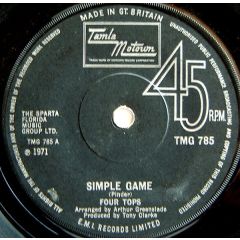 MADE IN GT. BRITAIN
Tamla
Motown
45
RPM
TMG 785
THE SPARTA
FLORIDA
MUSIC
GROUP LTD.
TMG 785 A
℗ 1971
SIMPLE GAME
(Pinder)
FOUR TOPS
Arranged by Arthur Greenslade
Produced by Tony Clarke
E.M.I. RECORDS LIMITED